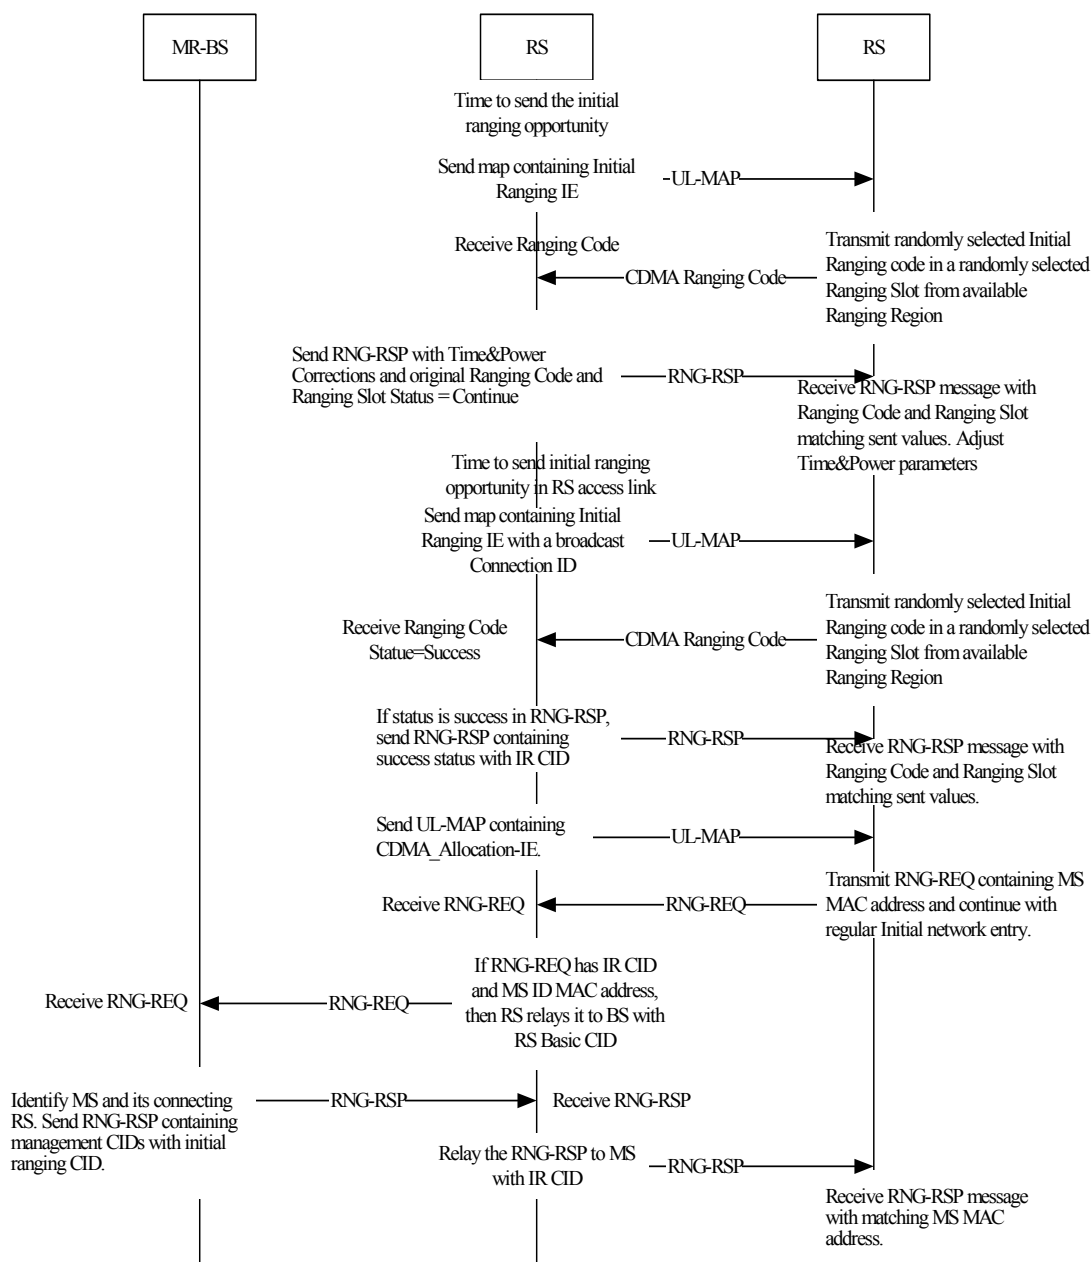 MR-BS
RS
RS
Time to send the initial
ranging opportunity
Send map containing Initial
Ranging IE
UL-MAP
Receive Ranging Code
CDMA Ranging Code
Transmit randomly selected Initial
Ranging code in a randomly selected
Ranging Slot from available
Ranging Region
Send RNG-RSP with Time&Power
Corrections and original Ranging Code and
Ranging Slot Status = Continue
RNG-RSP
Receive RNG-RSP message with
Ranging Code and Ranging Slot
matching sent values. Adjust
Time&Power parameters
Time to send initial ranging
opportunity in RS access link
Send map containing Initial
Ranging IE with a broadcast
Connection ID
UL-MAP
Receive Ranging Code
Statue=Success
CDMA Ranging Code
Transmit randomly selected Initial
Ranging code in a randomly selected
Ranging Slot from available
Ranging Region
If status is success in RNG-RSP,
send RNG-RSP containing
success status with IR CID
RNG-RSP
Receive RNG-RSP message with
Ranging Code and Ranging Slot
matching sent values.
Send UL-MAP containing
CDMA_Allocation-IE.
UL-MAP
Receive RNG-REQ
RNG-REQ
Transmit RNG-REQ containing MS
MAC address and continue with
regular Initial network entry.
Receive RNG-REQ
RNG-REQ
If RNG-REQ has IR CID
and MS ID MAC address,
then RS relays it to BS with
RS Basic CID
Identify MS and its connecting
RS. Send RNG-RSP containing
management CIDs with initial
ranging CID.
RNG-RSP
Receive RNG-RSP
Relay the RNG-RSP to MS
with IR CID
RNG-RSP
Receive RNG-RSP message
with matching MS MAC
address.